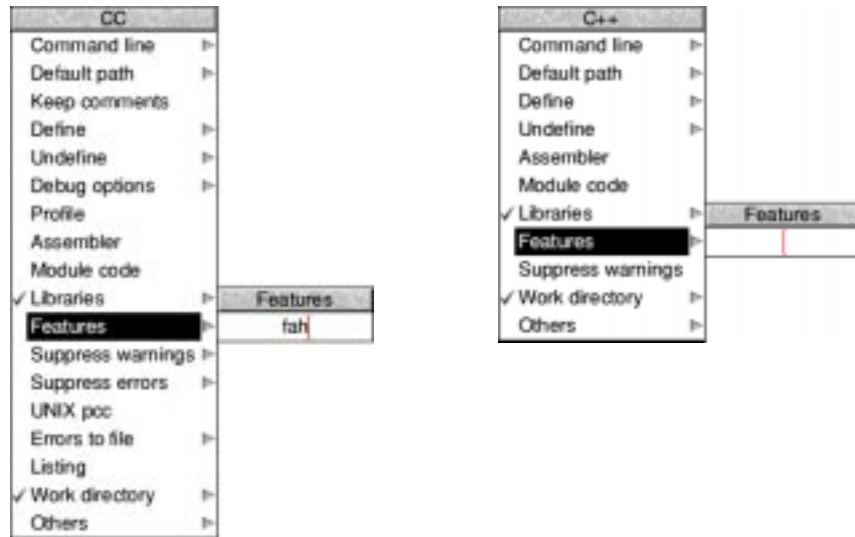 CC
Command line
Default path
Keep comments
Define
Undefine
Debug options
Profile
Assembler
Module code
Libraries
Features
Suppress warnings
Suppress errors
UNIX pcc
Errors to file
Listing
Work directory
Others
Features
fah
C++
Command line
Default path
Define
Undefine
Assembler
Module code
Libraries
Features
Suppress warnings
Work directory
Others
Features